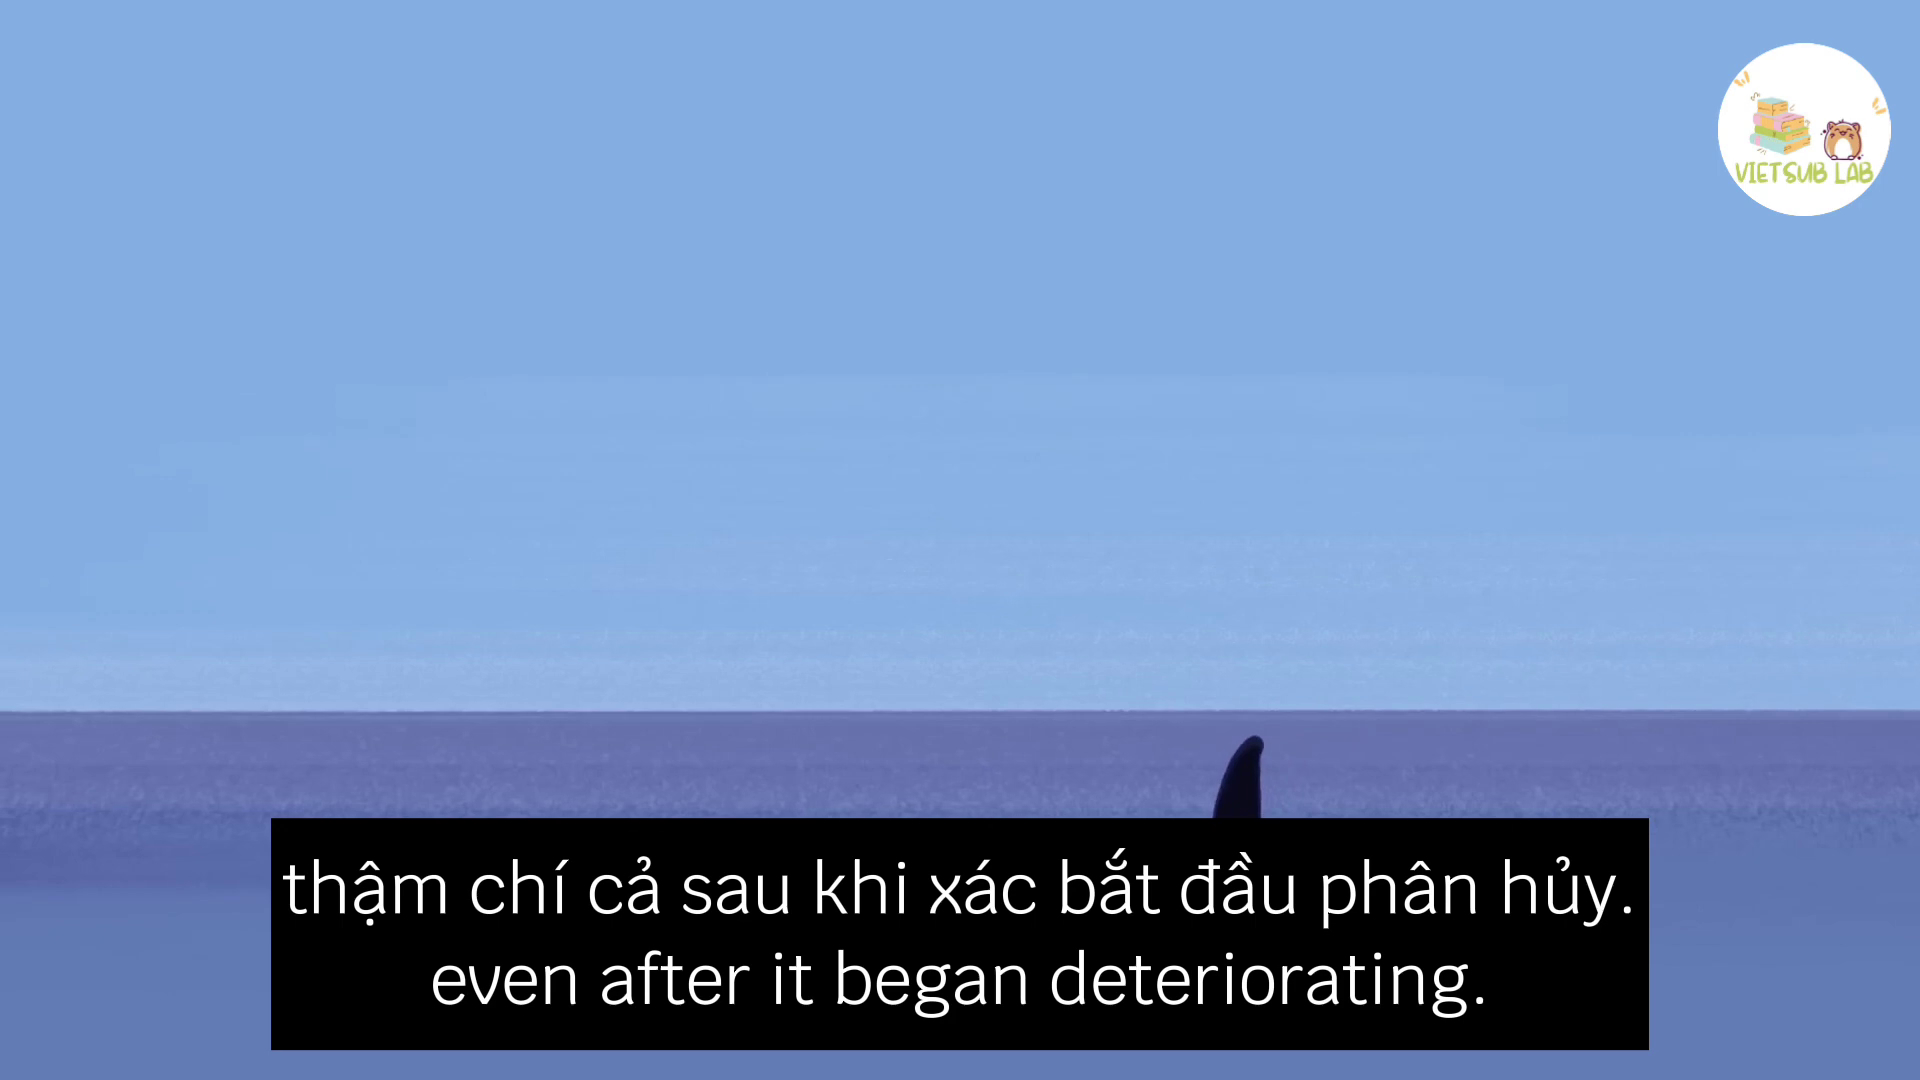 VIETSUB LAB
thậm chí cả sau khi xác bắt đầu phân hủy.
even after it began deteriorating.